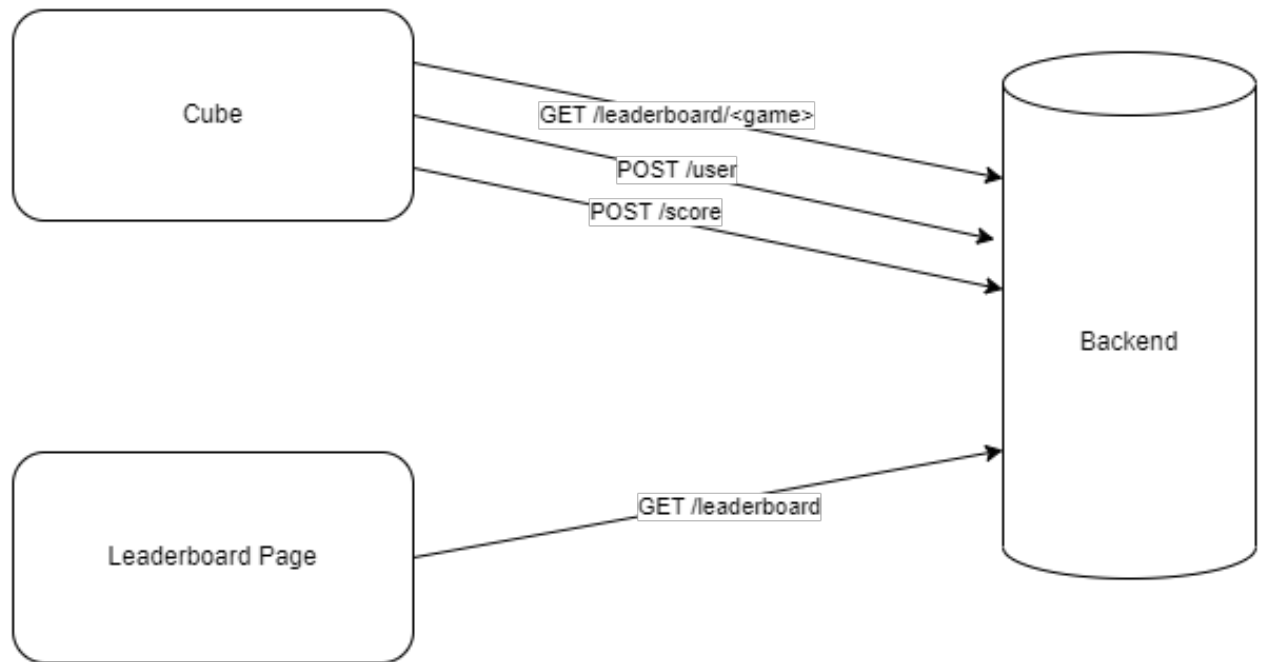 Cube
GET /leaderboard/<game>
POST /user
POST /score
Backend
GET /leaderboard
Leaderboard Page